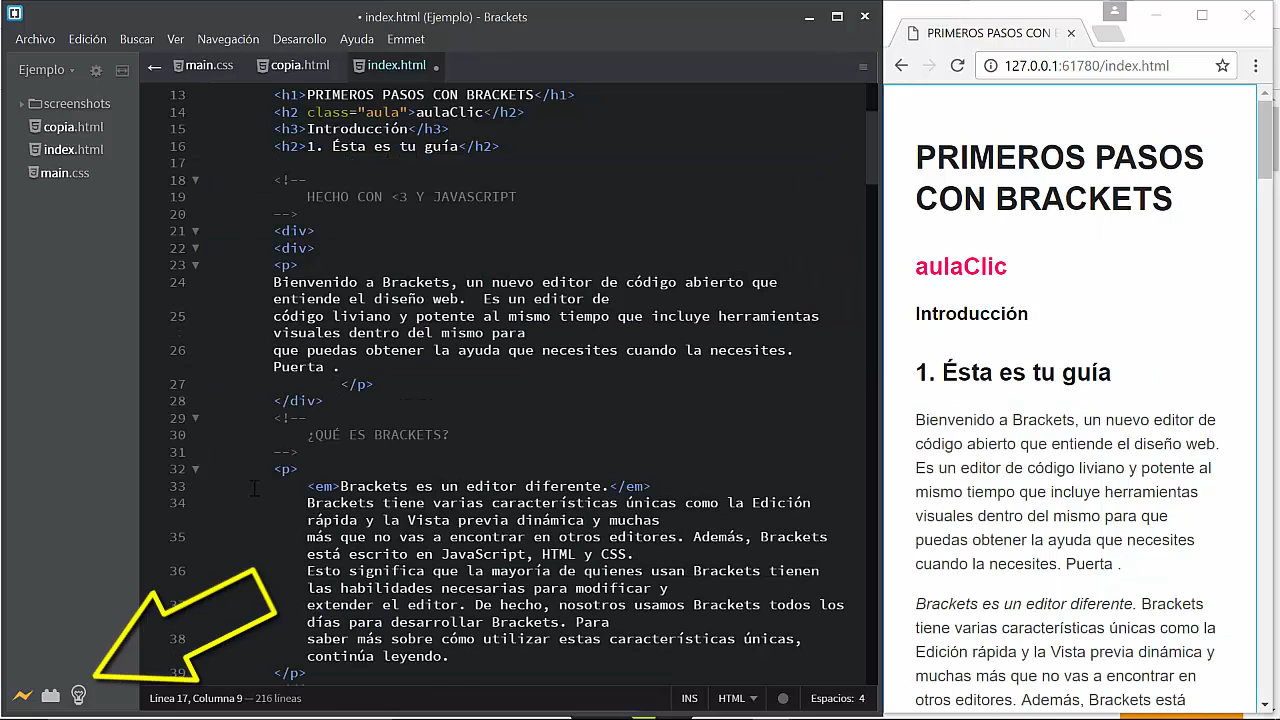 • index.html (Ejemplo) - Brackets
Archivo Edición Buscar Ver Navegación Desarrollo Ayuda Emmet
Ejemplo
screenshots
copia.html
index.html
main.css
main.css copia.html index.html •
13 <h1>PRIMEROS PASOS CON BRACKETS</h1>
14 <h2 class="aula">aulaClic</h2>
15 <h3>Introducción</h3>
16 <h2>1. Ésta es tu guía</h2>
17
18 <!--
19 HECHO CON <3 Y JAVASCRIPT
20 -->
21 <div>
22 <div>
23 <p>
24 Bienvenido a Brackets, un nuevo editor de código abierto que
entiende el diseño web.  Es un editor de
25 código liviano y potente al mismo tiempo que incluye herramientas
visuales dentro del mismo para
26 que puedas obtener la ayuda que necesites cuando la necesites.
Puerta .
27 </p>
28 </div>
29 <!--
30 ¿QUÉ ES BRACKETS?
31 -->
32 <p>
33 <em>Brackets es un editor diferente.</em>
34 Brackets tiene varias características únicas como la Edición
rápida y la Vista previa dinámica y muchas
35 más que no vas a encontrar en otros editores. Además, Brackets
está escrito en JavaScript, HTML y CSS.
36 Esto significa que la mayoría de quienes usan Brackets tienen
las habilidades necesarias para modificar y
extender el editor. De hecho, nosotros usamos Brackets todos los
días para desarrollar Brackets. Para
38 saber más sobre cómo utilizar estas características únicas,
continúa leyendo.
39 </p>
Línea 17, Columna 9 — 216 líneas INS HTML Espacios: 4
PRIMEROS PASOS CON
127.0.0.1:61780/index.html
PRIMEROS PASOS
CON BRACKETS
aulaClic
Introducción
1. Ésta es tu guía
Bienvenido a Brackets, un nuevo editor de
código abierto que entiende el diseño web.
Es un editor de código liviano y potente al
mismo tiempo que incluye herramientas
visuales dentro del mismo para que
puedas obtener la ayuda que necesites
cuando la necesites. Puerta .
Brackets es un editor diferente. Brackets
tiene varias características únicas como la
Edición rápida y la Vista previa dinámica y
muchas más que no vas a encontrar en
otros editores. Además, Brackets está